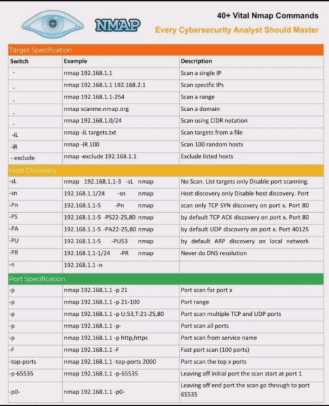 NMAP
40+ Vital Nmap Commands
Every Cybersecurity Analyst Should Master
Target Specification
Switch Example Description
- nmap 192.168.1.1 Scan a single IP
- nmap 192.168.1.1 192.168.2.1 Scan specific IPs
- nmap 192.168.1.1-254 Scan a range
- nmap scanme.nmap.org Scan a domain
- nmap 192.168.1.0/24 Scan using CIDR notation
-iL nmap -iL targets.txt Scan targets from a file
-iR nmap -iR 100 Scan 100 random hosts
- exclude nmap -exclude 192.168.1.1 Exclude listed hosts
Host Discovery
-sL nmap 192.168.1.1-3 -sL nmap No Scan. List targets only Disable port scanning.
-sn 192.168.1.1/24 -sn nmap Host discovery only Disable host discovery. Port
-Pn 192.168.1.1-5 -Pn nmap scan only TCP SYN discovery on port x. Port 80
-PS 192.168.1.1-5 -PS22-25,80 nmap by default TCP ACK discovery on port x. Port 80
-PA 192.168.1.1-5 -PA22-25,80 nmap by default UDP discovery on port x. Port 40125
-PU 192.168.1.1-5 -PU53 nmap by default ARP discovery on local network
-PR 192.168.1.1-1/24 -PR nmap Never do DNS resolution
-n 192.168.1.1 -n
Port Specification
-p nmap 192.168.1.1 -p 21 Port scan for port x
-p nmap 192.168.1.1 -p 21-100 Port range
-p nmap 192.168.1.1 -p U:53,T:21-25,80 Port scan multiple TCP and UDP ports
-p nmap 192.168.1.1 -p- Port scan all ports
-p nmap 192.168.1.1 -p http,https Port scan from service name
-F nmap 192.168.1.1 -F Fast port scan (100 ports)
-top-ports nmap 192.168.1.1 -top-ports 2000 Port scan the top x ports
-p-65535 nmap 192.168.1.1 -p-65535 Leaving off initial port the scan start at port 1
-p0- nmap 192.168.1.1 -p0- Leaving off end port the scan go through to port
65535